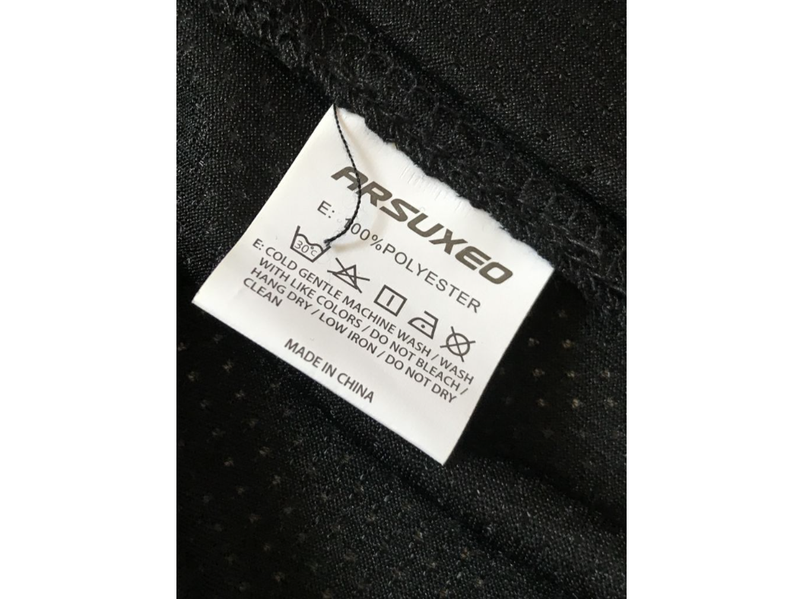 ARSUXEO
E: 100%POLYESTER
30°C
E: COLD GENTLE MACHINE WASH / WASH
WITH LIKE COLORS / DO NOT BLEACH /
HANG DRY / LOW IRON / DO NOT DRY
CLEAN
MADE IN CHINA